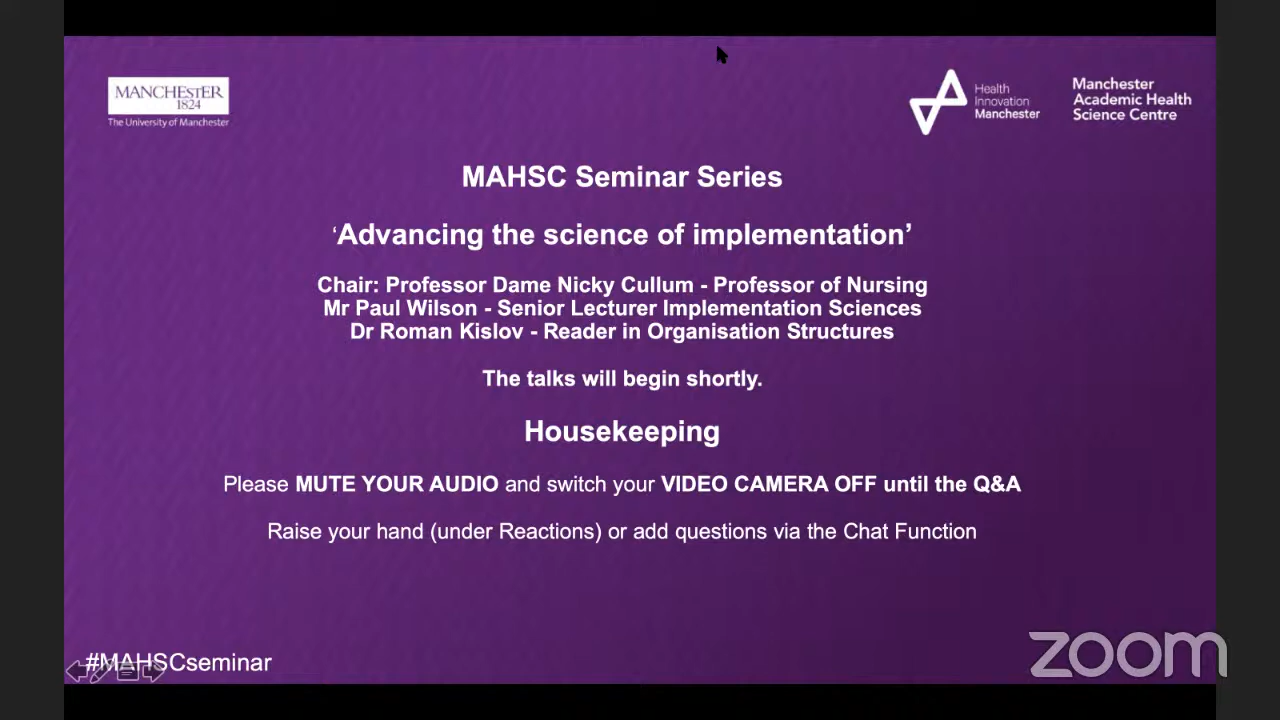 MANCHESTER
1824
The University of Manchester
Health
Innovation
Manchester
Manchester
Academic Health
Science Centre
MAHSC Seminar Series
‘Advancing the science of implementation’
Chair: Professor Dame Nicky Cullum - Professor of Nursing
Mr Paul Wilson - Senior Lecturer Implementation Sciences
Dr Roman Kislov - Reader in Organisation Structures
The talks will begin shortly.
Housekeeping
Please MUTE YOUR AUDIO and switch your VIDEO CAMERA OFF until the Q&A
Raise your hand (under Reactions) or add questions via the Chat Function
#MAHSCseminar
zoom